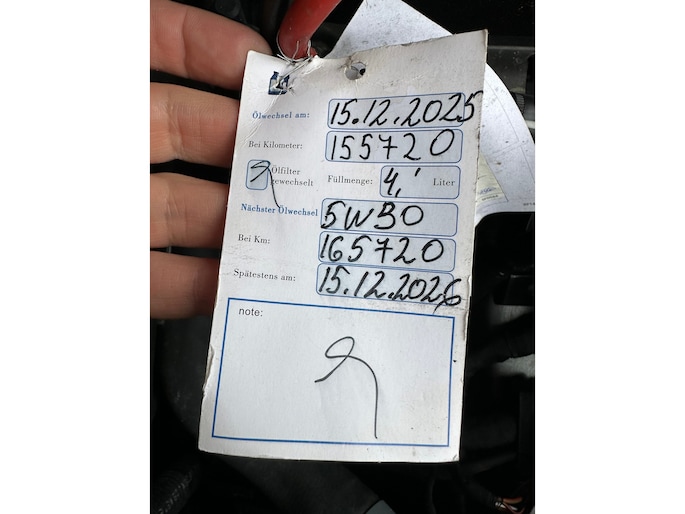 Ölwechsel am: 15.12.2025
Bei Kilometer: 155720
Ölfilter gewechselt Füllmenge: 4,' Liter
Nächster Ölwechsel 5W30
Bei Km: 165720
Spätestens am: 15.12.2026
note: